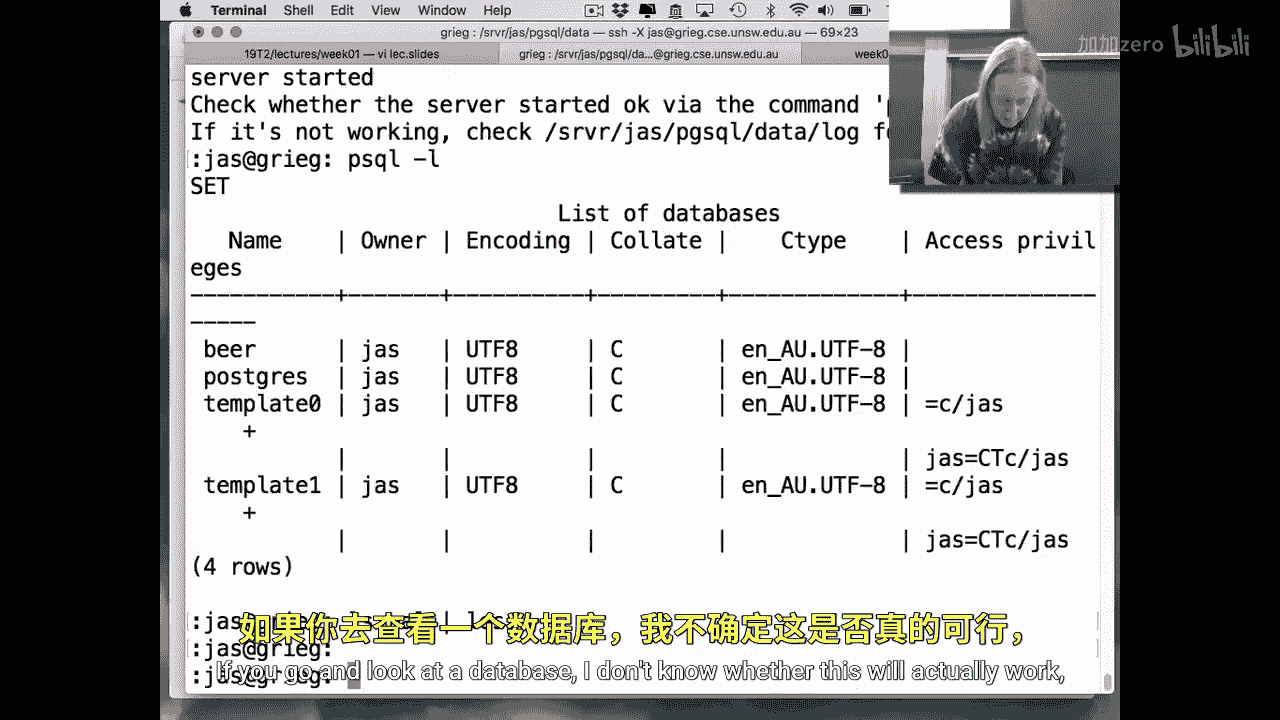 Terminal Shell Edit View Window Help
grieg : /srvr/jas/pgsql/data — ssh -X jas@grieg.cse.unsw.edu.au — 69×23
19T2/lectures/week01 — vi lec.slides
grieg : /srvr/jas/pgsql/da...@grieg.cse.unsw.edu.au
week0
加加zero bilibili
server started
Check whether the server started ok via the command '
If it's not working, check /srvr/jas/pgsql/data/log
:jas@grieg: psql -l
SET
List of databases
Name | Owner | Encoding | Collate | Ctype | Access privil
eges
-----------+-------+----------+---------+-------------+--------------
-----
beer | jas | UTF8 | C | en_AU.UTF-8 |
postgres | jas | UTF8 | C | en_AU.UTF-8 |
template0 | jas | UTF8 | C | en_AU.UTF-8 | =c/jas
+
| | | | | jas=CTc/jas
template1 | jas | UTF8 | C | en_AU.UTF-8 | =c/jas
+
| | | | | jas=CTc/jas
(4 rows)
如果你去查看一个数据库，我不确定这是否真的可行，
:jas@grieg:
If you go and look at a database, I don't know whether this will actually work,